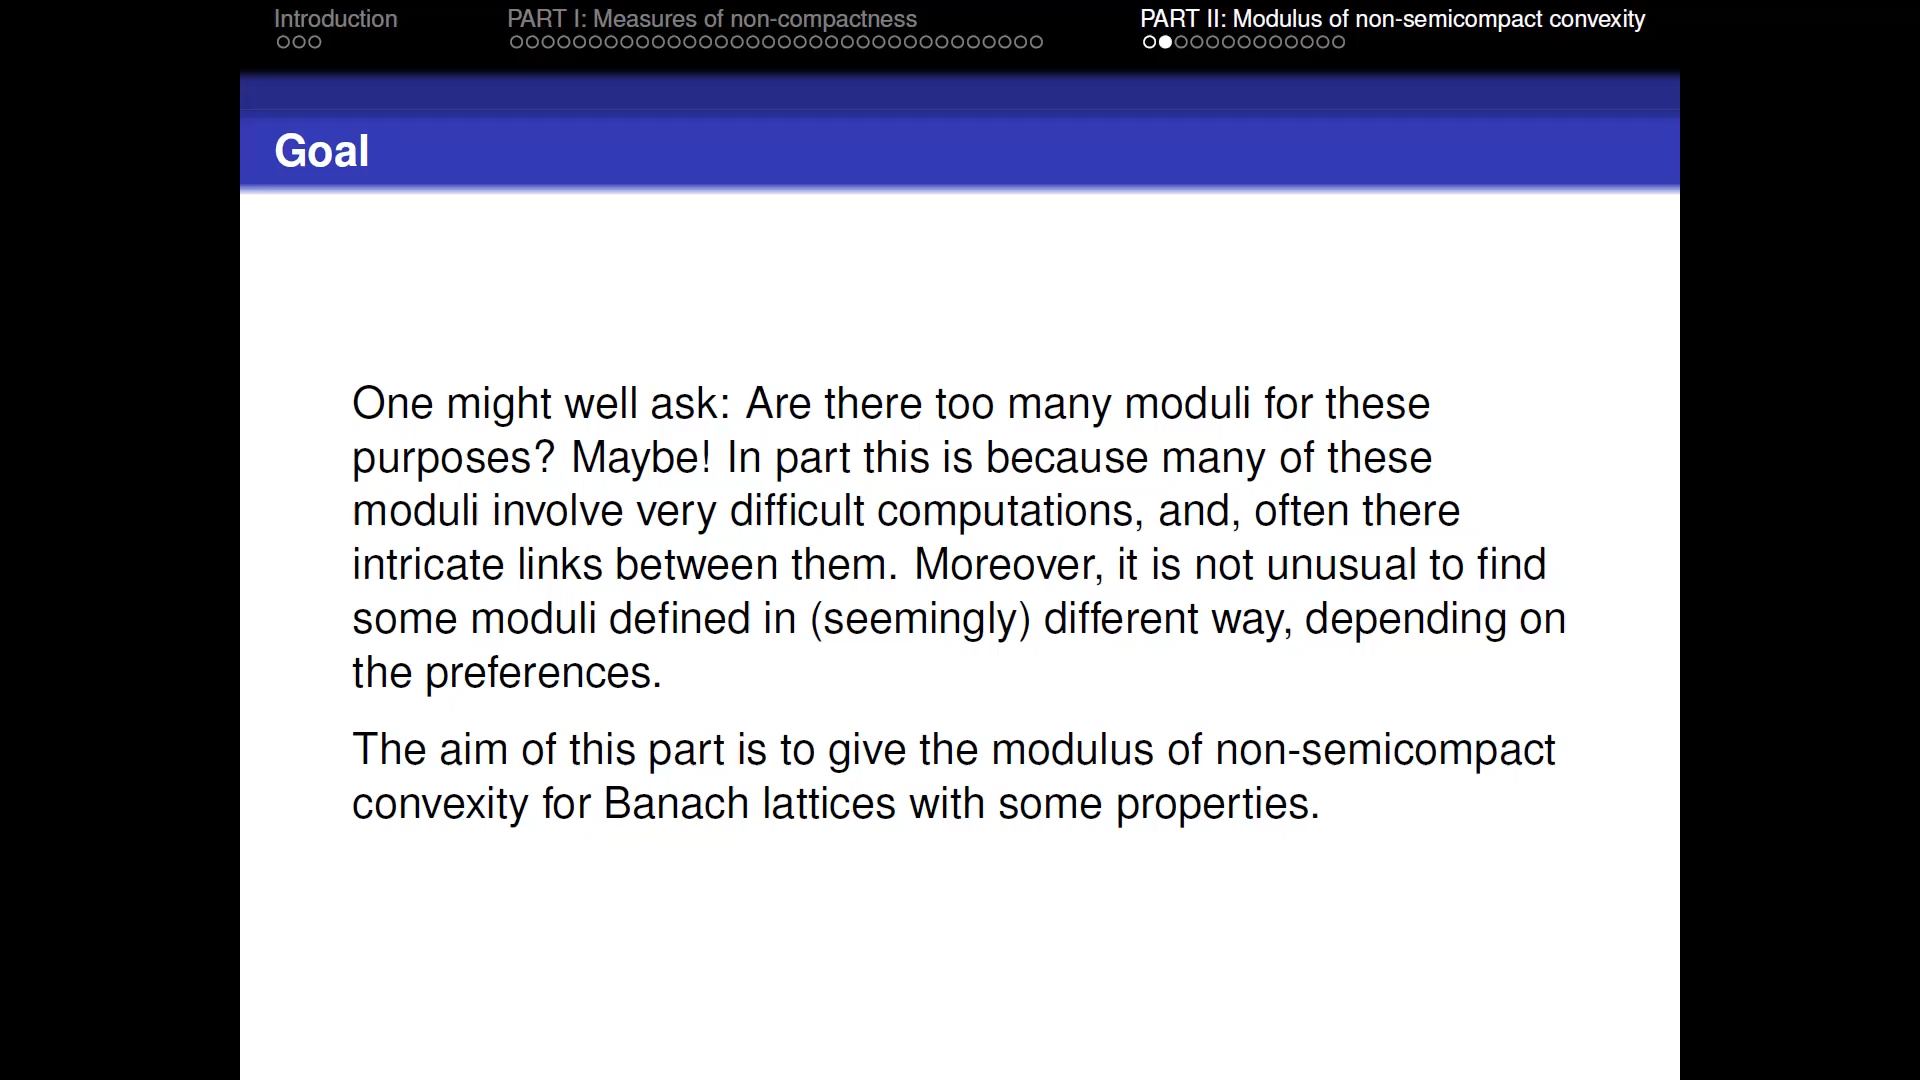 Introduction
PART I: Measures of non-compactness
PART II: Modulus of non-semicompact convexity
Goal
One might well ask: Are there too many moduli for these
purposes? Maybe! In part this is because many of these
moduli involve very difficult computations, and, often there
intricate links between them. Moreover, it is not unusual to find
some moduli defined in (seemingly) different way, depending on
the preferences.
The aim of this part is to give the modulus of non-semicompact
convexity for Banach lattices with some properties.